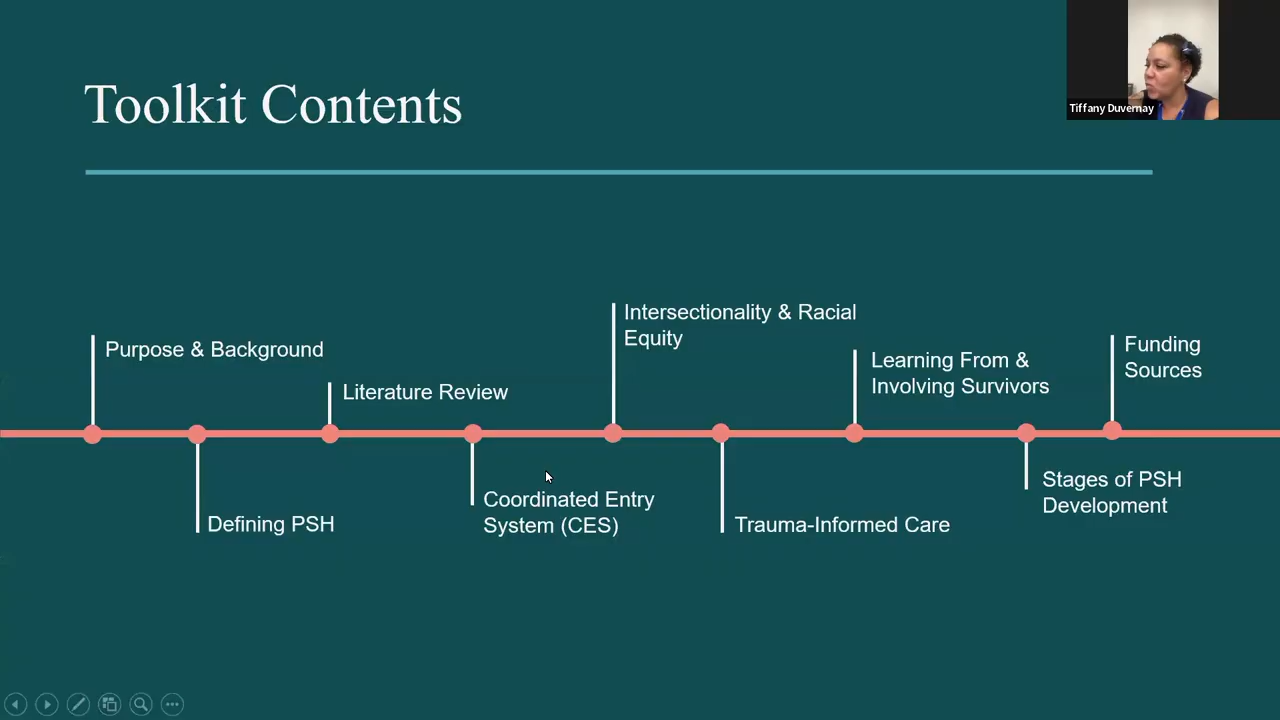 Toolkit Contents
Tiffany Duvernay
Purpose & Background
Defining PSH
Literature Review
Coordinated Entry
System (CES)
Intersectionality & Racial
Equity
Trauma-Informed Care
Learning From &
Involving Survivors
Stages of PSH
Development
Funding
Sources